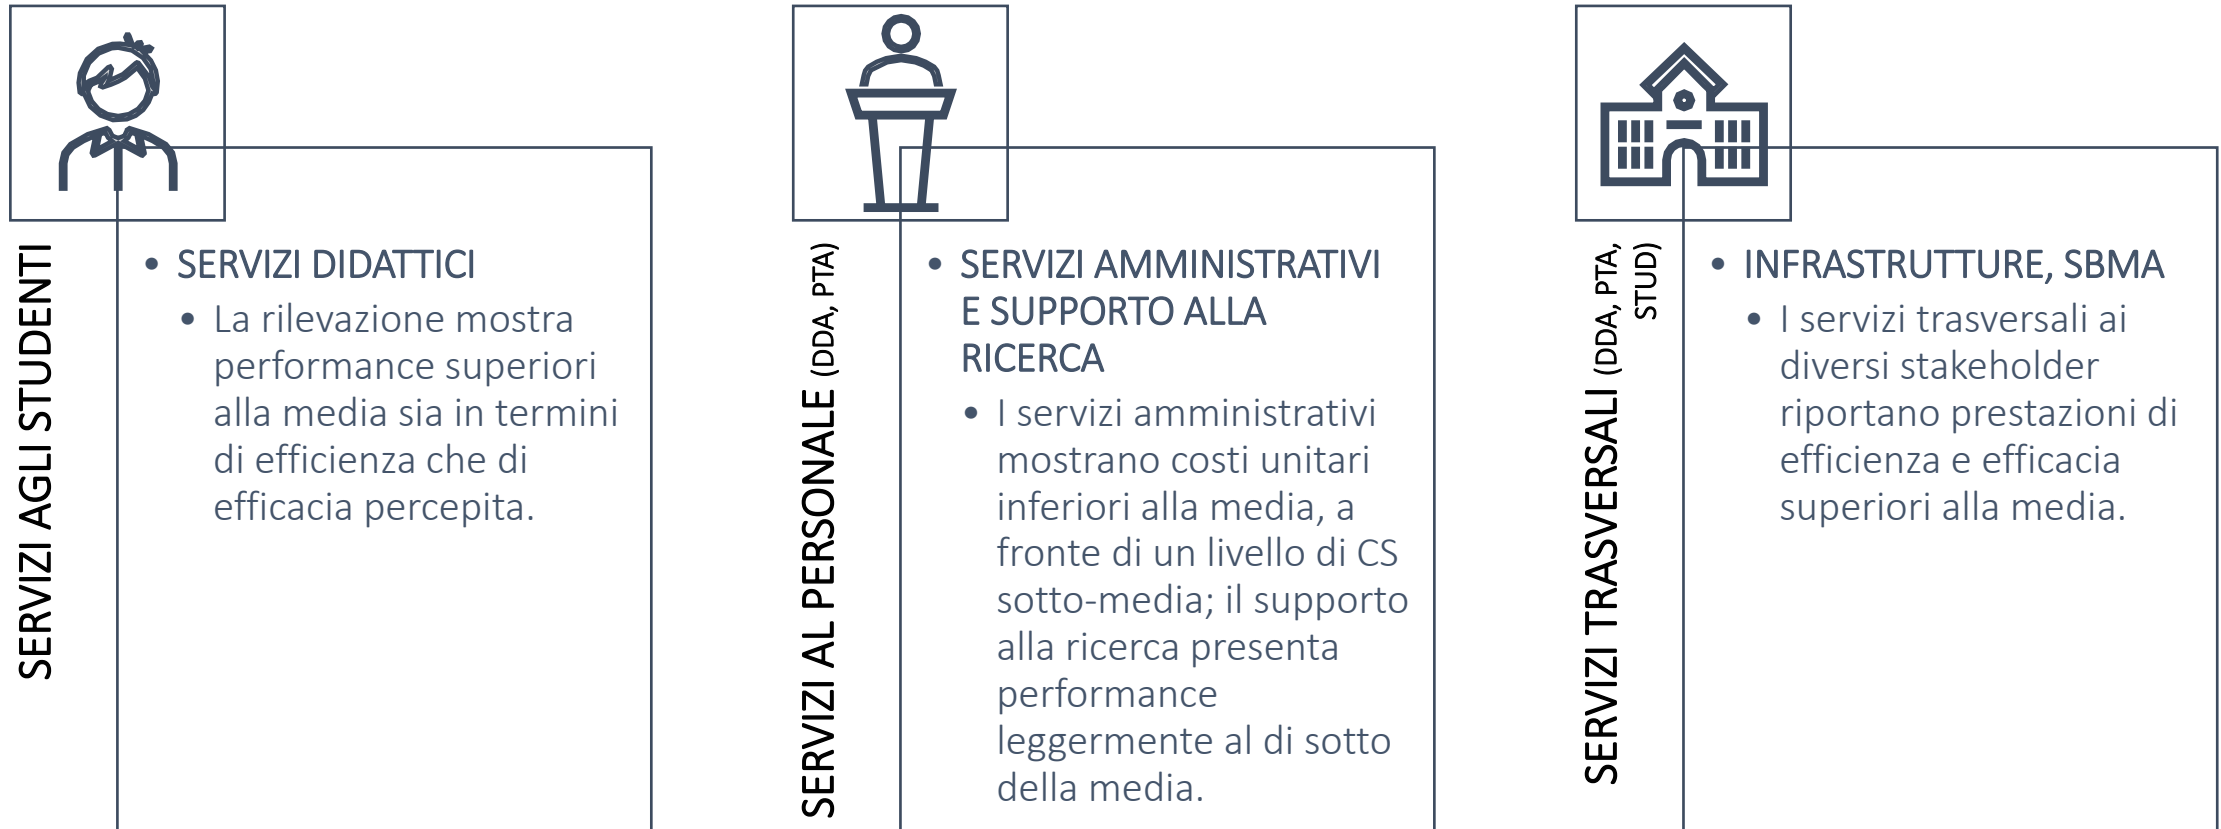 SERVIZI AGLI STUDENTI
• SERVIZI DIDATTICI
• La rilevazione mostra
performance superiori
alla media sia in termini
di efficienza che di
efficacia percepita.
SERVIZI AL PERSONALE (DDA, PTA)
• SERVIZI AMMINISTRATIVI
E SUPPORTO ALLA
RICERCA
• I servizi amministrativi
mostrano costi unitari
inferiori alla media, a
fronte di un livello di CS
sotto-media; il supporto
alla ricerca presenta
performance
leggermente al di sotto
della media.
SERVIZI TRASVERSALI (DDA, PTA,
STUD)
• INFRASTRUTTURE, SBMA
• I servizi trasversali ai
diversi stakeholder
riportano prestazioni di
efficienza e efficacia
superiori alla media.